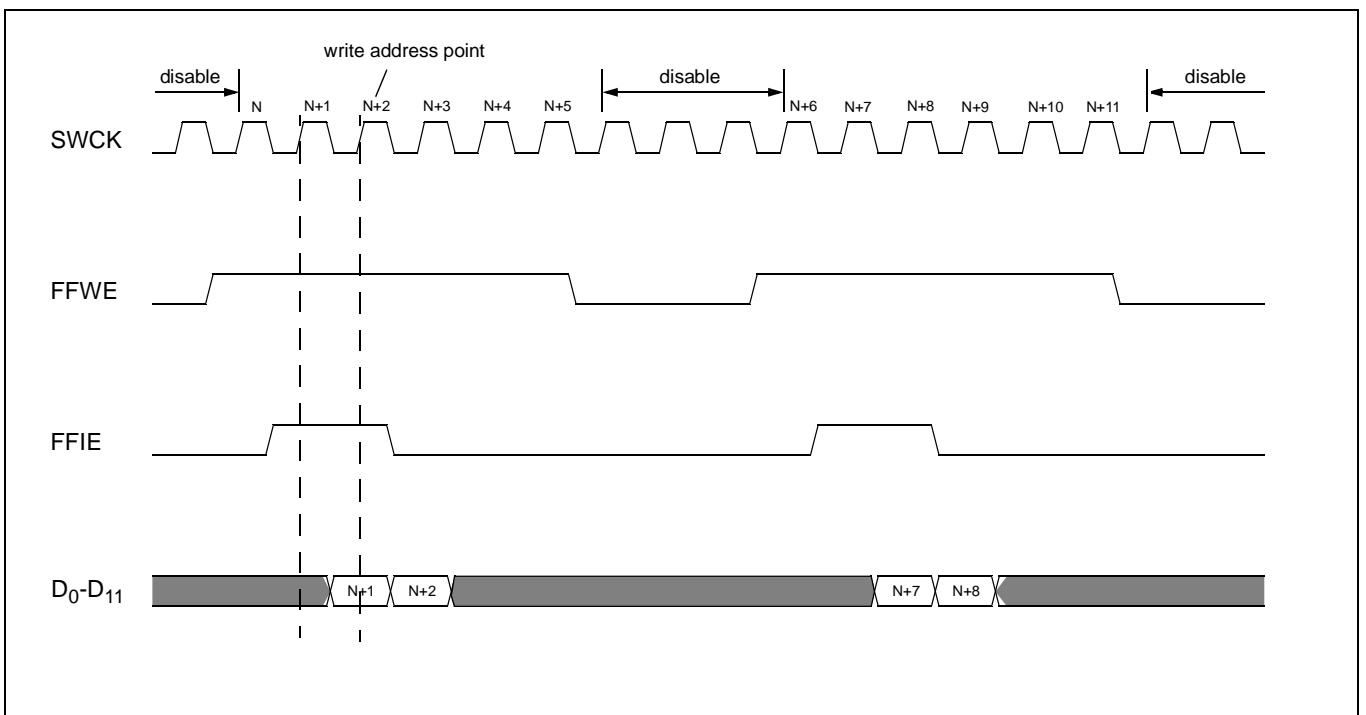 write address point
disable disable disable
N N+1 N+2 N+3 N+4 N+5 N+6 N+7 N+8 N+9 N+10 N+11
SWCK
FFWE
FFIE
D₀-D₁₁ N+1 N+2 N+7 N+8